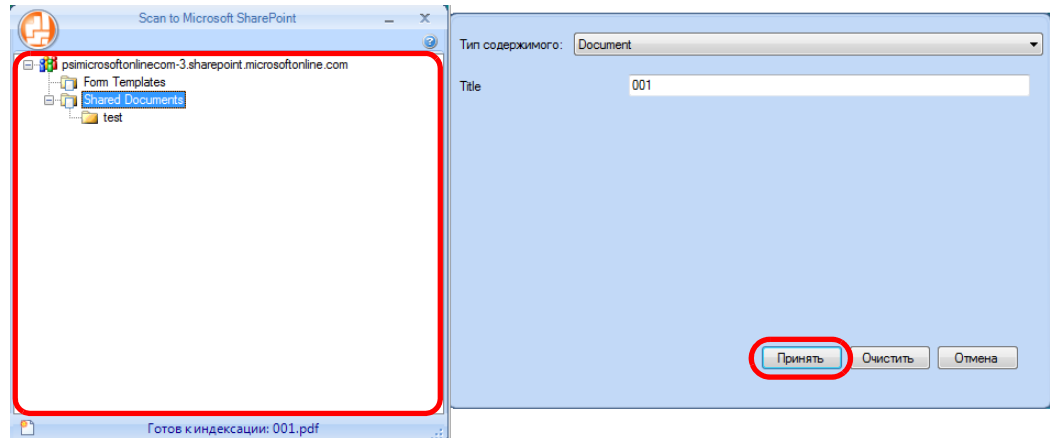 Scan to Microsoft SharePoint
psimicrosoftonlinecom-3.sharepoint.microsoftonline.com
Form Templates
Shared Documents
test
Готов к индексации: 001.pdf
Тип содержимого: Document
Title 001
Принять Очистить Отмена